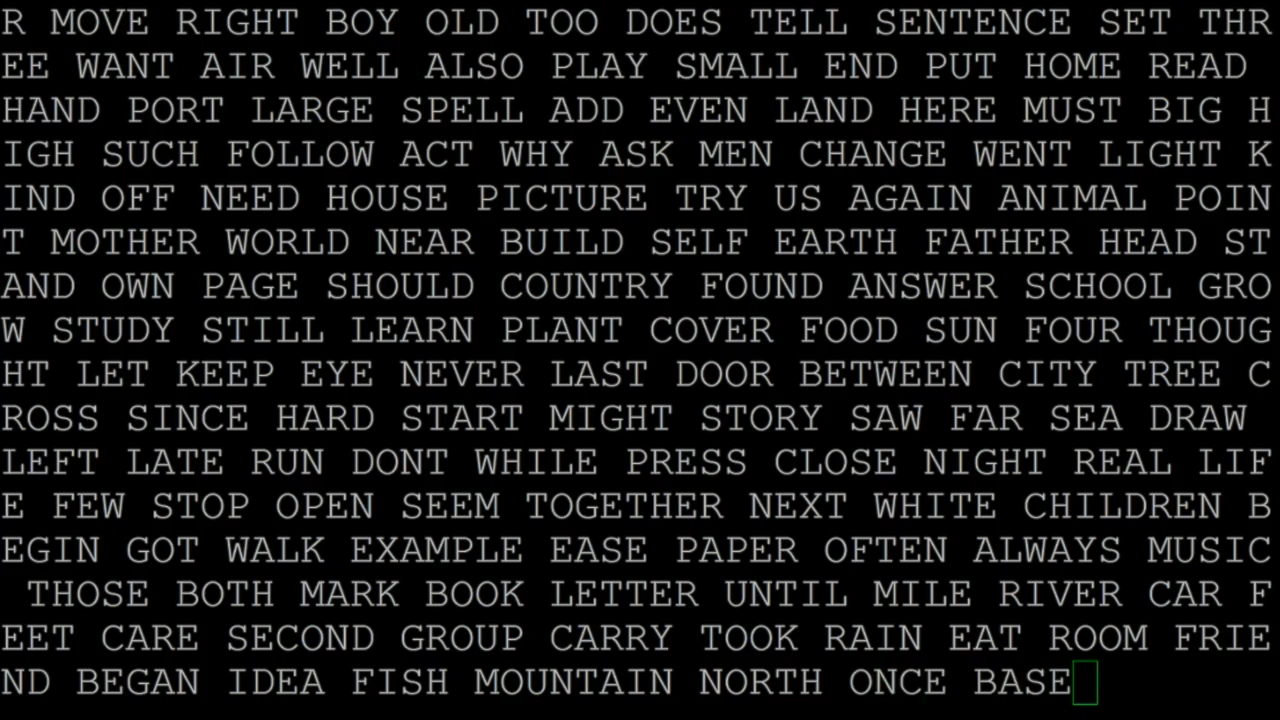 R MOVE RIGHT BOY OLD TOO DOES TELL SENTENCE SET THR
EE WANT AIR WELL ALSO PLAY SMALL END PUT HOME READ
HAND PORT LARGE SPELL ADD EVEN LAND HERE MUST BIG H
IGH SUCH FOLLOW ACT WHY ASK MEN CHANGE WENT LIGHT K
IND OFF NEED HOUSE PICTURE TRY US AGAIN ANIMAL POIN
T MOTHER WORLD NEAR BUILD SELF EARTH FATHER HEAD ST
AND OWN PAGE SHOULD COUNTRY FOUND ANSWER SCHOOL GRO
W STUDY STILL LEARN PLANT COVER FOOD SUN FOUR THOUG
HT LET KEEP EYE NEVER LAST DOOR BETWEEN CITY TREE C
ROSS SINCE HARD START MIGHT STORY SAW FAR SEA DRAW
LEFT LATE RUN DONT WHILE PRESS CLOSE NIGHT REAL LIF
E FEW STOP OPEN SEEM TOGETHER NEXT WHITE CHILDREN B
EGIN GOT WALK EXAMPLE EASE PAPER OFTEN ALWAYS MUSIC
THOSE BOTH MARK BOOK LETTER UNTIL MILE RIVER CAR F
EET CARE SECOND GROUP CARRY TOOK RAIN EAT ROOM FRIE
ND BEGAN IDEA FISH MOUNTAIN NORTH ONCE BASE